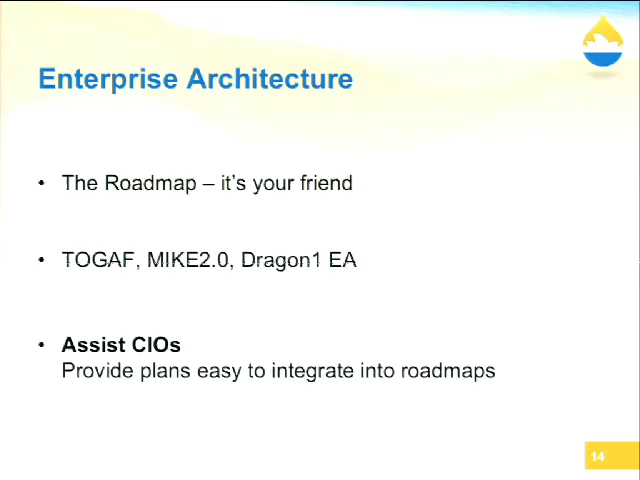 Enterprise Architecture
• The Roadmap – it's your friend
• TOGAF, MIKE2.0, Dragon1 EA
• Assist CIOs
Provide plans easy to integrate into roadmaps
14